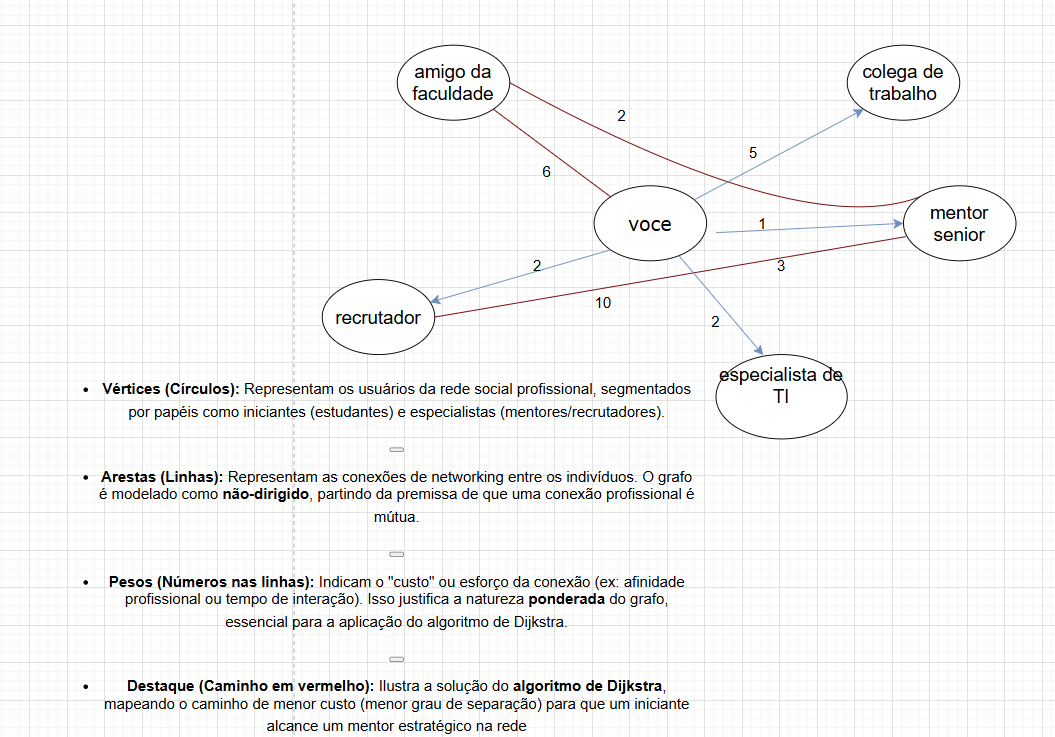 amigo da
faculdade
colega de
trabalho
2
5
6
voce
mentor
senior
1
2
3
recrutador
10
2
especialista de
TI
• Vértices (Círculos): Representam os usuários da rede social profissional, segmentados
por papéis como iniciantes (estudantes) e especialistas (mentores/recrutadores).
• Arestas (Linhas): Representam as conexões de networking entre os indivíduos. O grafo
é modelado como não-dirigido, partindo da premissa de que uma conexão profissional é
mútua.
• Pesos (Números nas linhas): Indicam o "custo" ou esforço da conexão (ex: afinidade
profissional ou tempo de interação). Isso justifica a natureza ponderada do grafo,
essencial para a aplicação do algoritmo de Dijkstra.
• Destaque (Caminho em vermelho): Ilustra a solução do algoritmo de Dijkstra,
mapeando o caminho de menor custo (menor grau de separação) para que um iniciante
alcance um mentor estratégico na rede